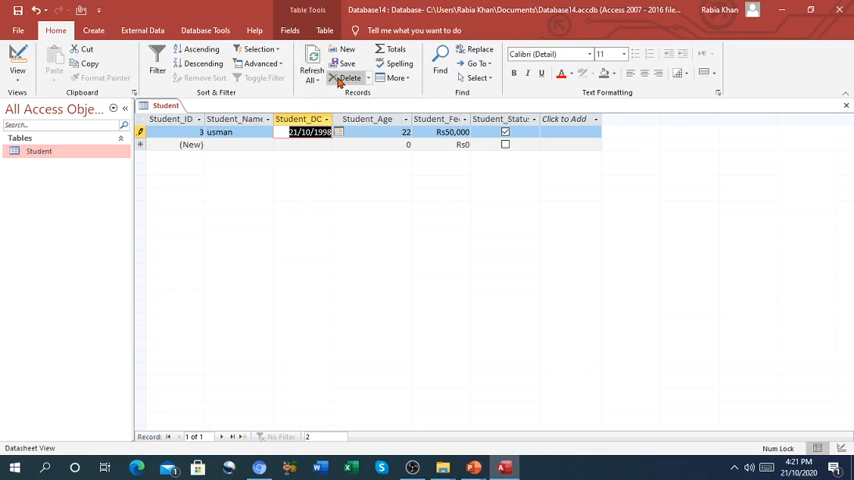 Table Tools
Database14 : Database- C:\Users\Rabia Khan\Documents\Database14.accdb (Access 2007 - 2016 file...
Rabia Khan
File Home Create External Data Database Tools Help Fields Table Tell me what you want to do
View
Views
Paste
Cut
Copy
Format Painter
Clipboard
Filter
Ascending
Descending
Remove Sort
Selection
Advanced
Toggle Filter
Sort & Filter
Refresh All
New
Save
Delete
Totals
Spelling
More
Records
Find
Replace
Go To
Select
Find
Calibri (Detail) 11
B I U A
Text Formatting
All Access Obje...
Search...
Tables
Student
Student
Student_ID Student_Name Student_DC Student_Age Student_Fee Student_Status Click to Add
3 usman 21/10/1998 22 Rs50,000
(New) 0 Rs0
Record: 1 of 1 No Filter 2
Datasheet View
Num Lock
4:21 PM
21/10/2020